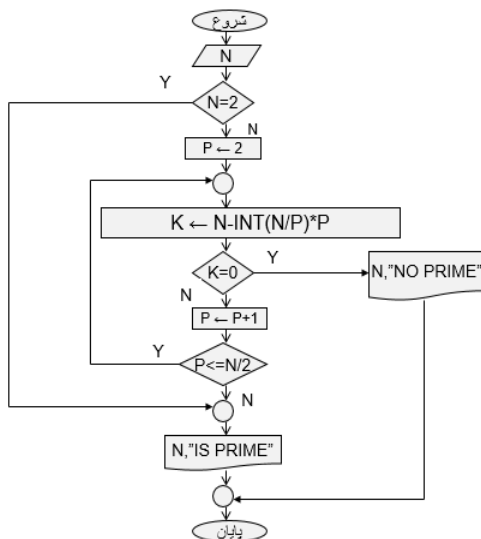 شروع
N
Y
N=2
N
P ← 2
K ← N-INT(N/P)*P
Y
K=0
N,"NO PRIME"
N
P ← P+1
Y
P<=N/2
N
N,"IS PRIME"
پایان